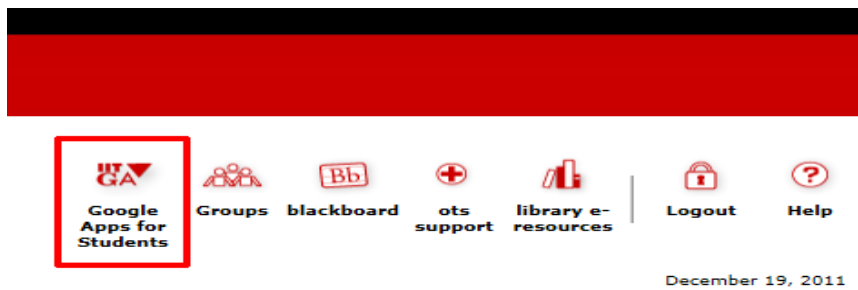 IIT
GA
Bb
?
Google
Apps for
Students
Groups
blackboard
ots
support
library e-
resources
Logout
Help
December 19, 2011